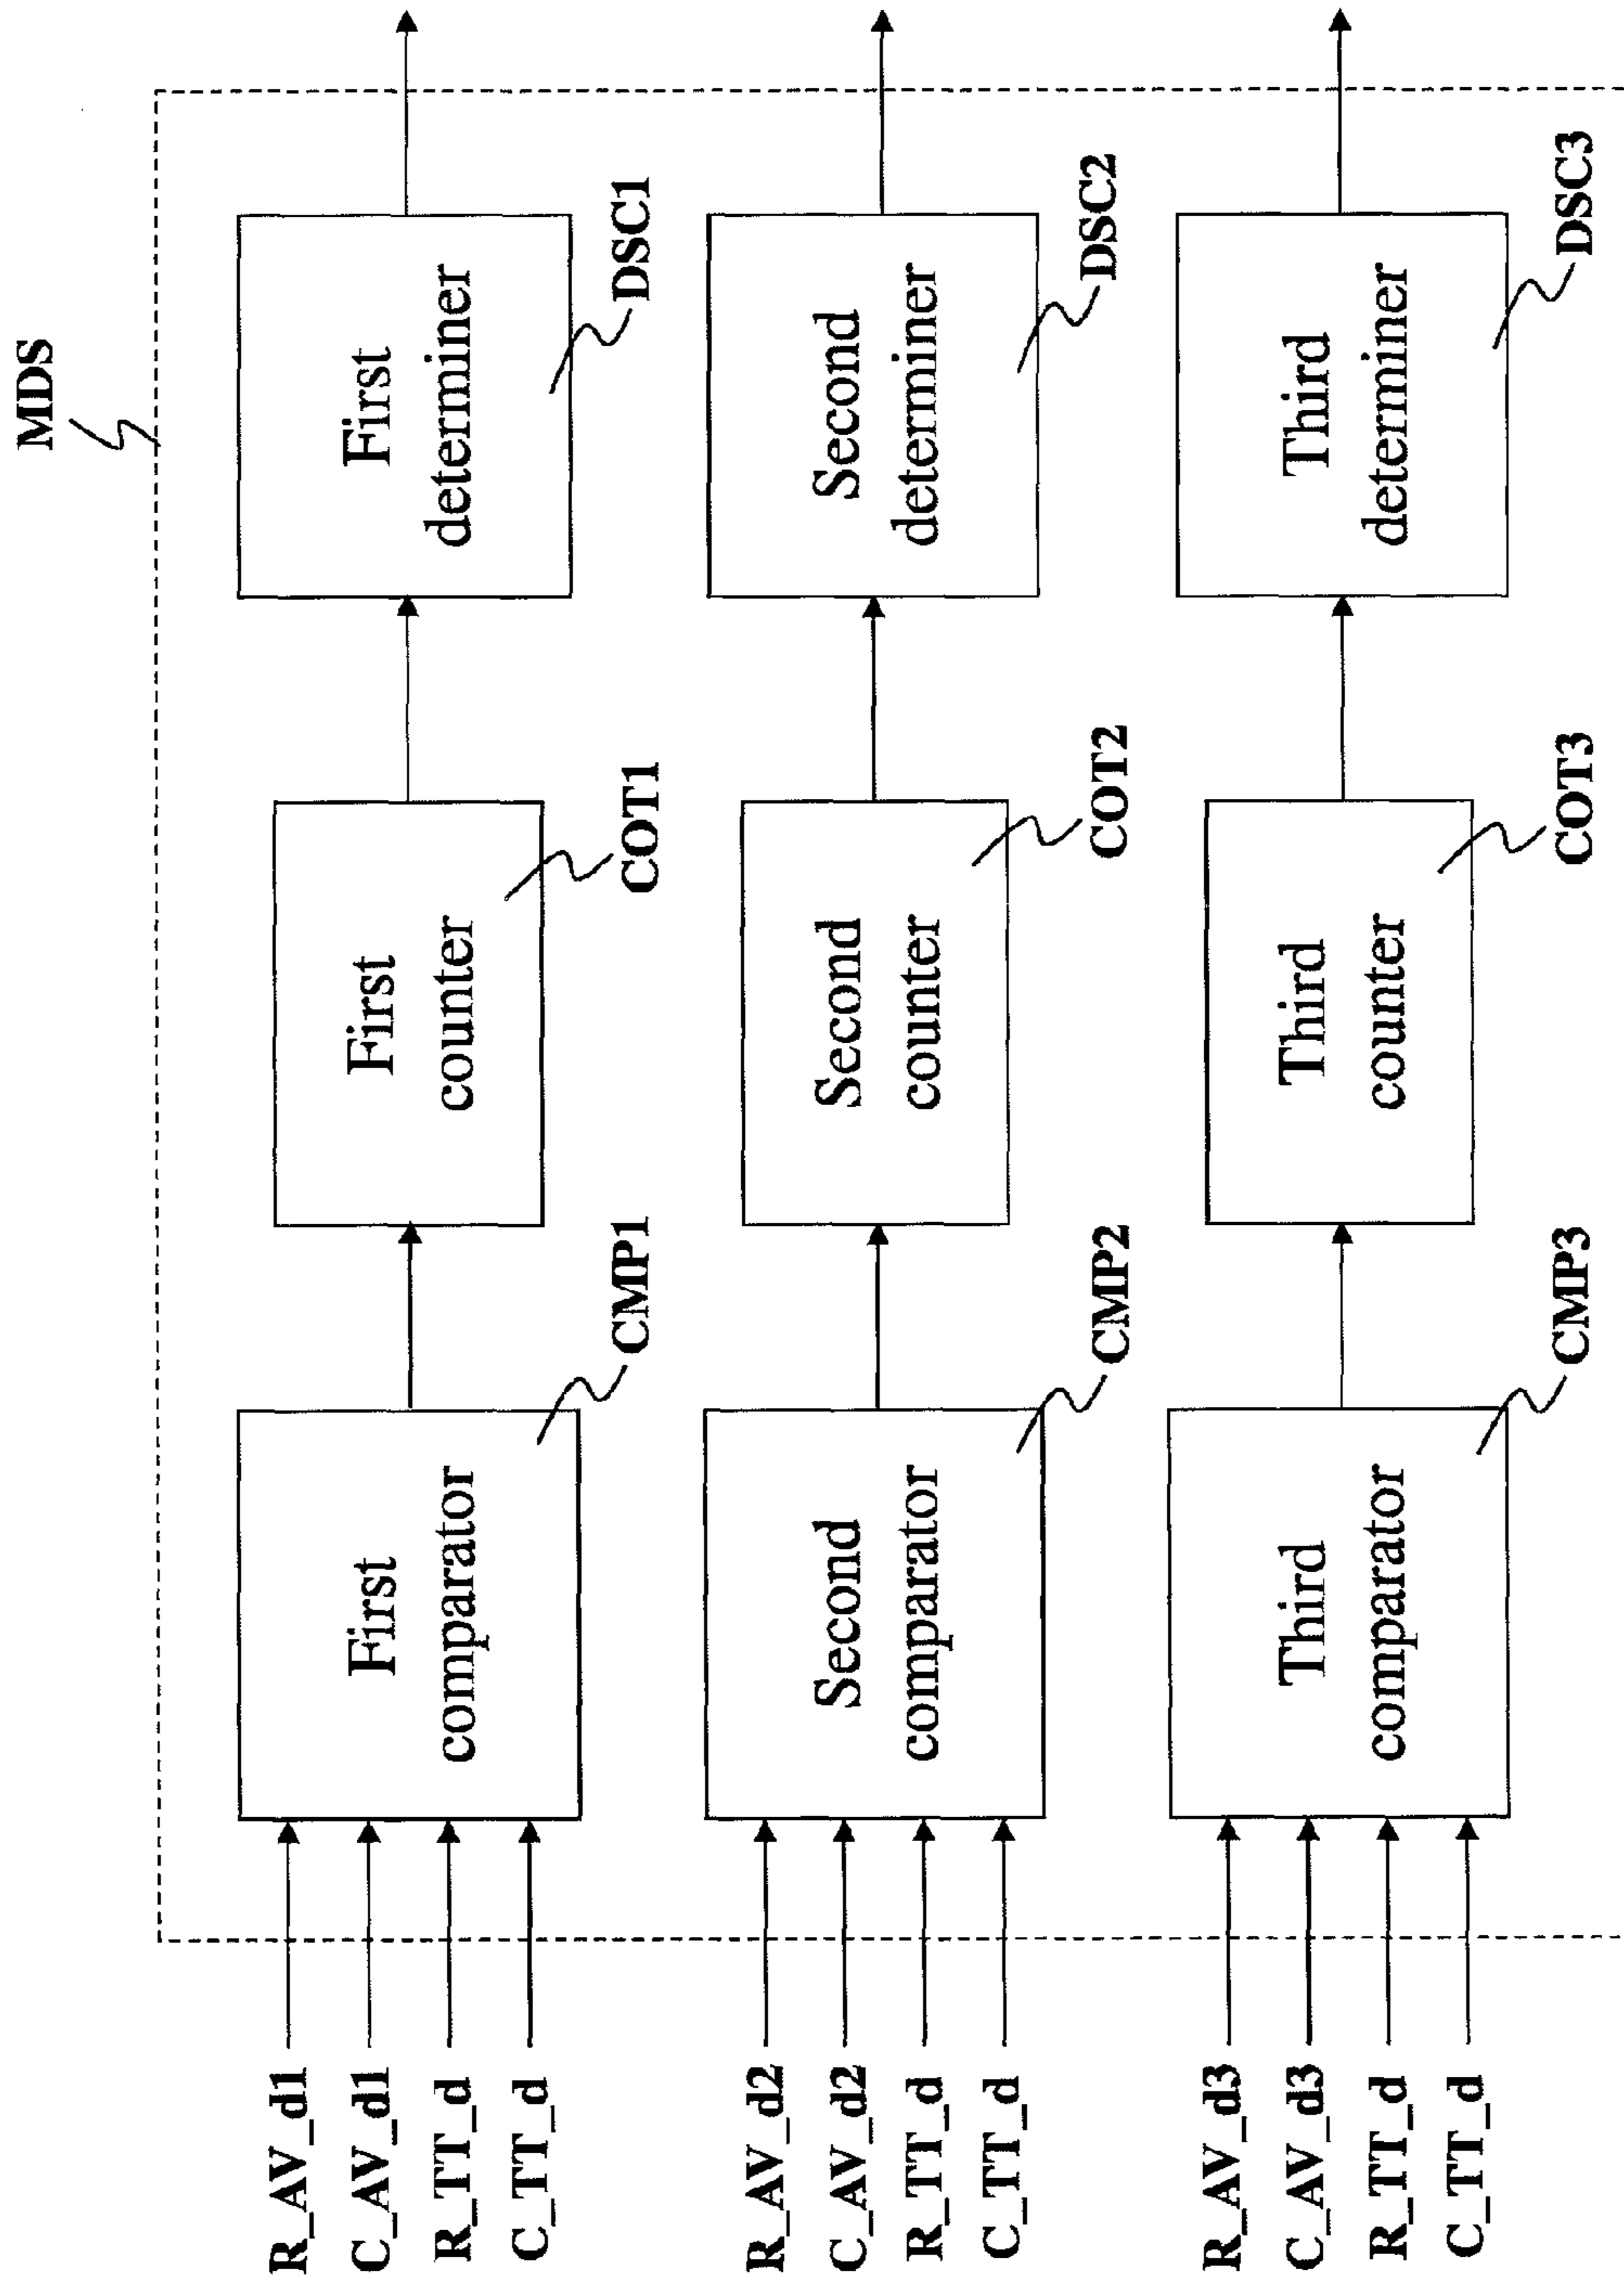 MDS
R_AV_d1
C_AV_d1
R_TT_d
C_TT_d
First
comparator
CMP1
First
counter
COT1
First
determiner
DSC1
R_AV_d2
C_AV_d2
R_TT_d
C_TT_d
Second
comparator
CMP2
Second
counter
COT2
Second
determiner
DSC2
R_AV_d3
C_AV_d3
R_TT_d
C_TT_d
Third
comparator
CMP3
Third
counter
COT3
Third
determiner
DSC3